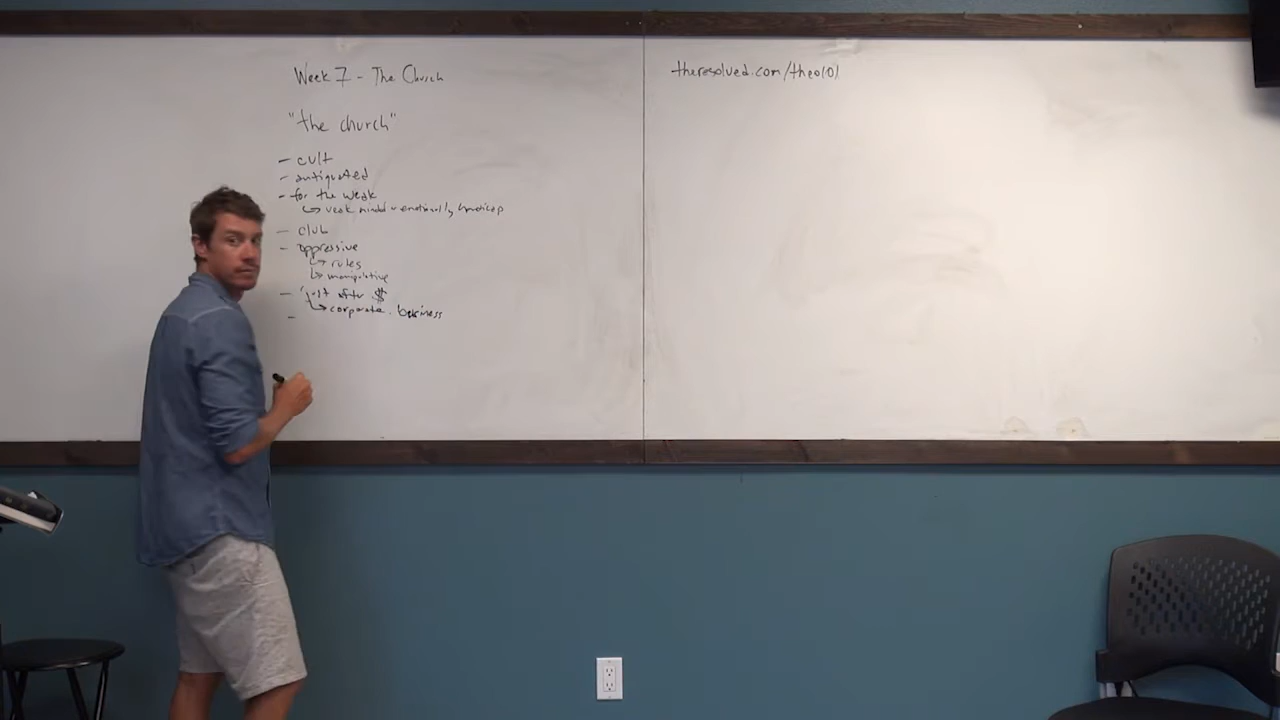 Week 7 - The Church
"the church"
- cult
- antiquated
- for the weak
↳ weak minded or emotionally handicap
- club
- oppressive
↳ rules
↳ manipulative
- just after $
↳ corporate. business
-
theresolved.com/theo101